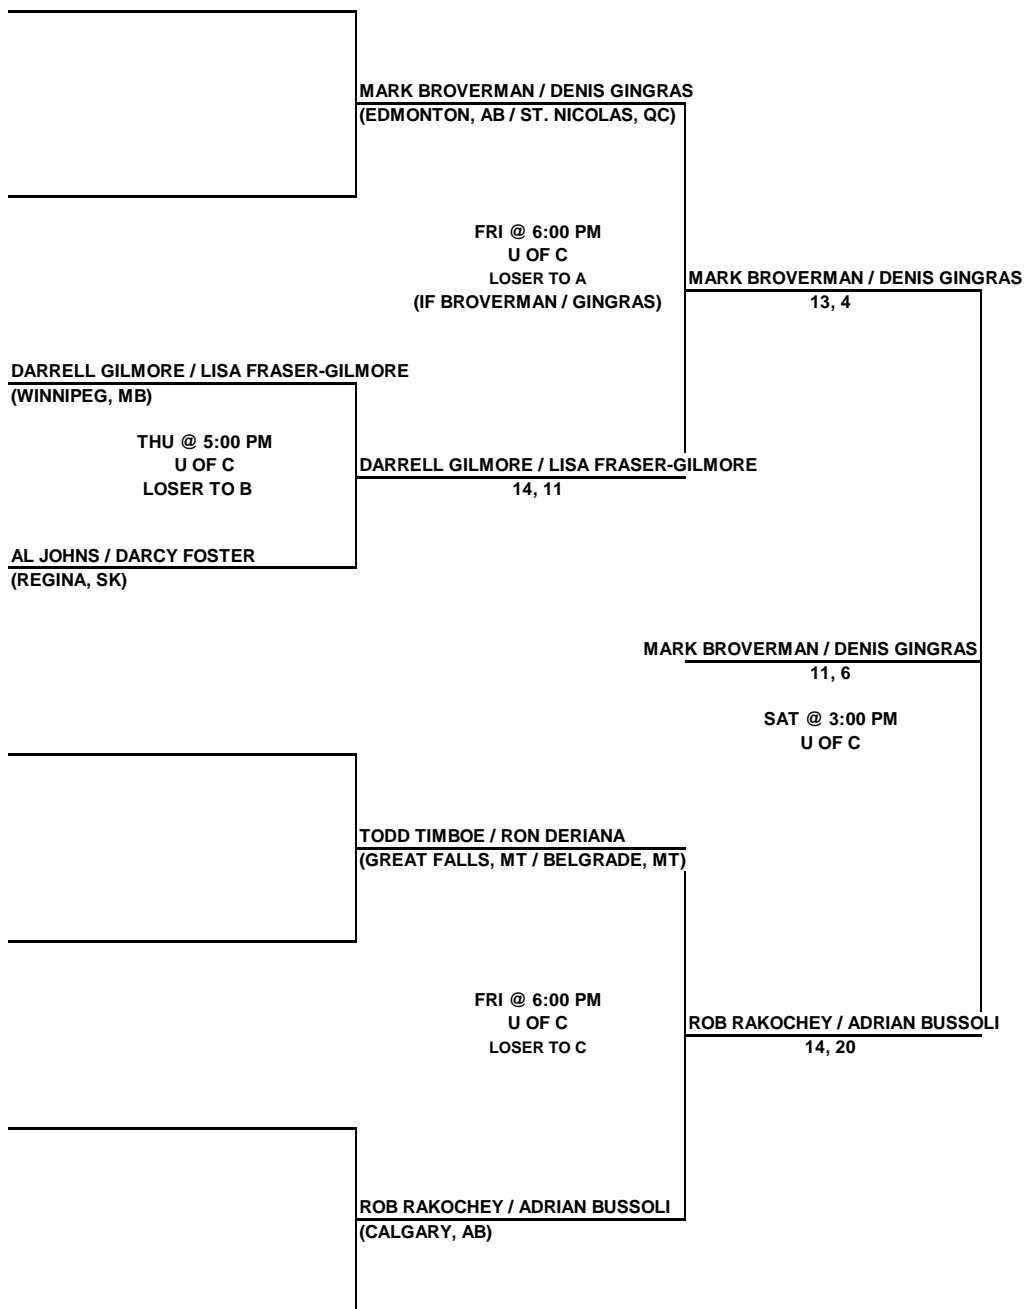 MARK BROVERMAN / DENIS GINGRAS
(EDMONTON, AB / ST. NICOLAS, QC)
FRI @ 6:00 PM
U OF C
LOSER TO A
(IF BROVERMAN / GINGRAS)
MARK BROVERMAN / DENIS GINGRAS
13, 4
DARRELL GILMORE / LISA FRASER-GILMORE
(WINNIPEG, MB)
THU @ 5:00 PM
U OF C
LOSER TO B
DARRELL GILMORE / LISA FRASER-GILMORE
14, 11
AL JOHNS / DARCY FOSTER
(REGINA, SK)
MARK BROVERMAN / DENIS GINGRAS
11, 6
SAT @ 3:00 PM
U OF C
TODD TIMBOE / RON DERIANA
(GREAT FALLS, MT / BELGRADE, MT)
FRI @ 6:00 PM
U OF C
LOSER TO C
ROB RAKOCHEY / ADRIAN BUSSOLI
14, 20
ROB RAKOCHEY / ADRIAN BUSSOLI
(CALGARY, AB)